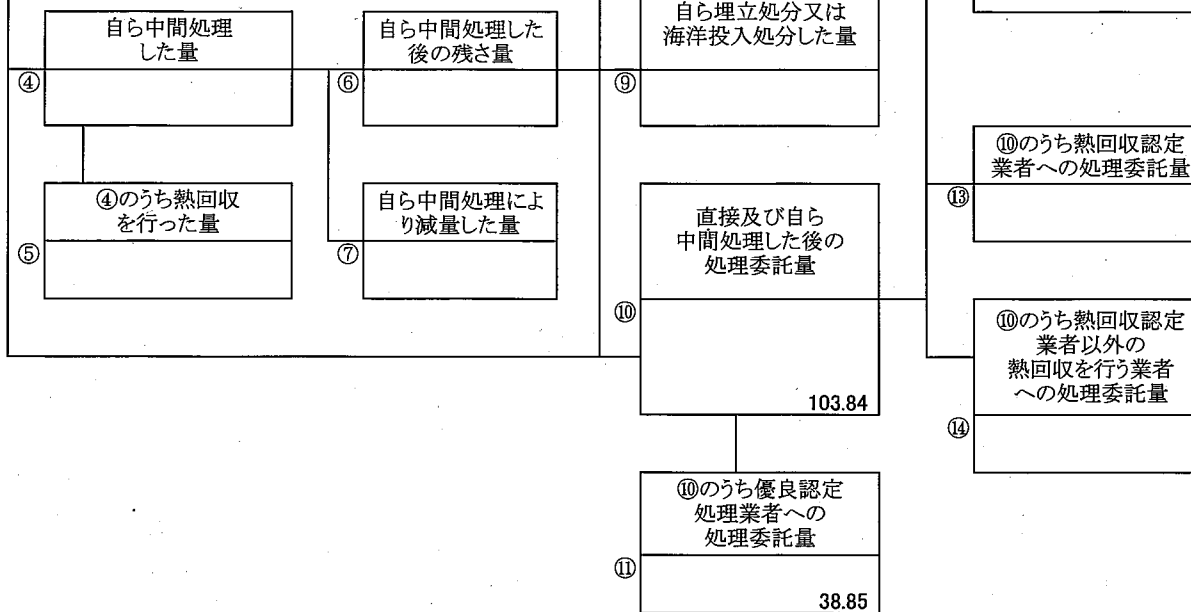 自ら中間処理
した量
④
自ら中間処理した
後の残さ量
⑥
自ら埋立処分又は
海洋投入処分した量
⑨
④のうち熱回収
を行った量
⑤
自ら中間処理によ
り減量した量
⑦
直接及び自ら
中間処理した後の
処理委託量
⑩
103.84
⑩のうち優良認定
処理業者への
処理委託量
⑪
38.85
⑩のうち熱回収認定
業者への処理委託量
⑬
⑩のうち熱回収認定
業者以外の
熱回収を行う業者
への処理委託量
⑭